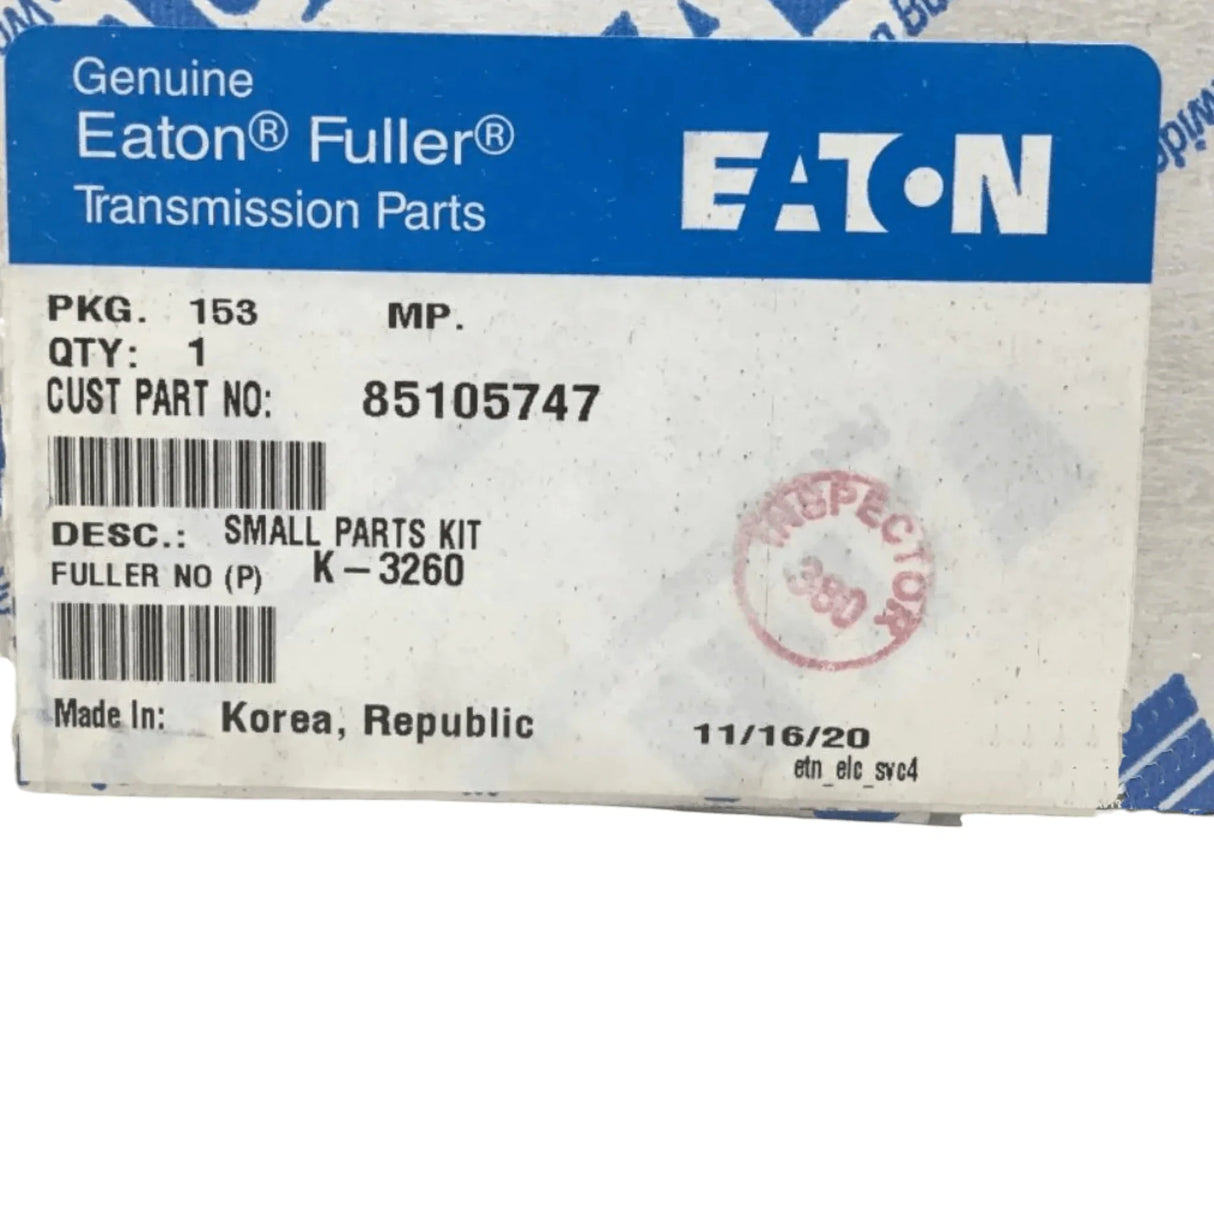 Genuine
Eaton® Fuller®
Transmission Parts
EATON
PKG. 153 MP.
QTY: 1
CUST PART NO: 85105747
DESC.: SMALL PARTS KIT
FULLER NO (P) K-3260
Made In: Korea, Republic
INSPECTOR
380
11/16/20
etn_elc_svc4